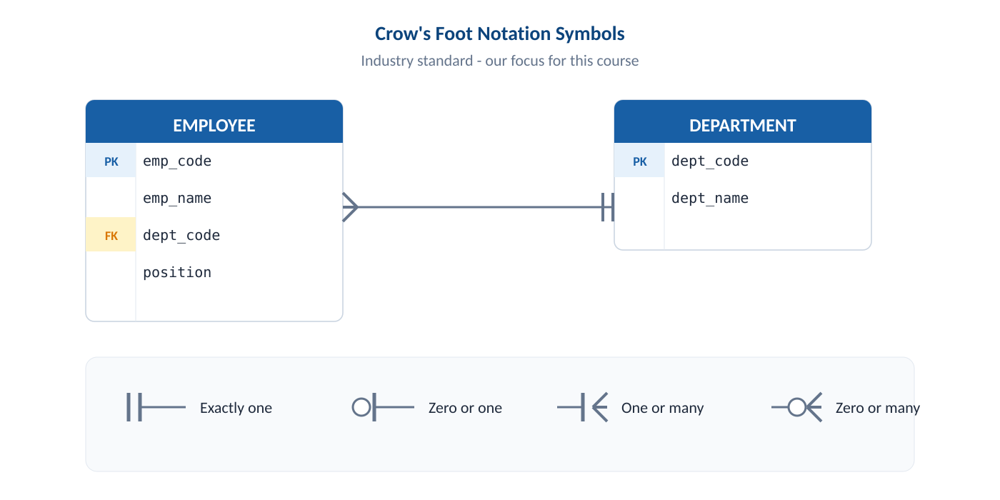 Crow's Foot Notation Symbols
Industry standard - our focus for this course
EMPLOYEE
PK emp_code
emp_name
FK dept_code
position
DEPARTMENT
PK dept_code
dept_name
Exactly one
Zero or one
One or many
Zero or many